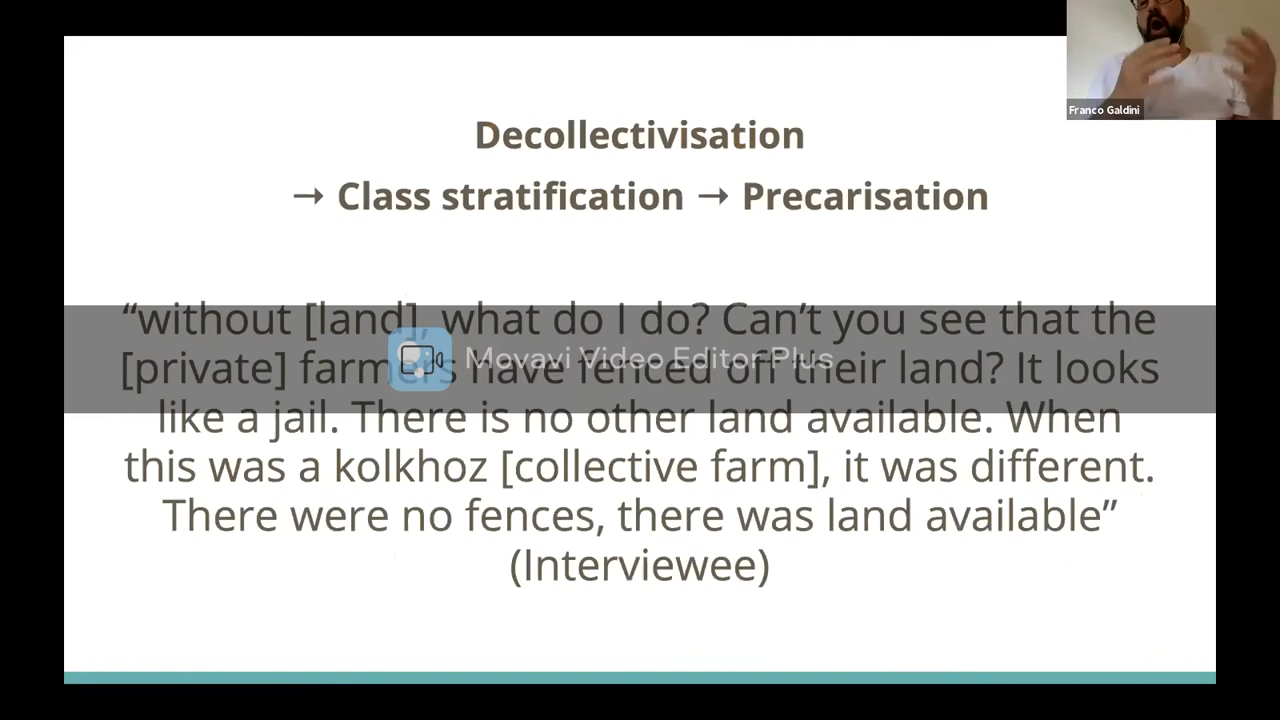 Franco Galdini
Decollectivisation
→ Class stratification → Precarisation
“without [land], what do I do? Can’t you see that the
[private] farmers have fenced off their land? It looks
Movavi Video Editor Plus
like a jail. There is no other land available. When
this was a kolkhoz [collective farm], it was different.
There were no fences, there was land available”
(Interviewee)